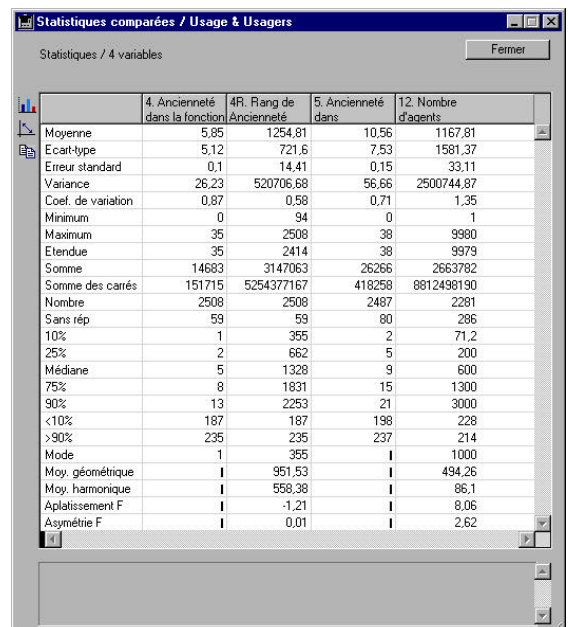 Statistiques comparées / Usage & Usagers
Statistiques / 4 variables
Fermer
4. Ancienneté dans la fonction 4R. Rang de Ancienneté 5. Ancienneté dans 12. Nombre d'agents
Moyenne 5,85 1254,81 10,56 1167,81
Ecart-type 5,12 721,6 7,53 1581,37
Erreur standard 0,1 14,41 0,15 33,11
Variance 26,23 520706,68 56,66 2500744,87
Coef. de variation 0,87 0,58 0,71 1,35
Minimum 0 94 0 1
Maximum 35 2508 38 9980
Etendue 35 2414 38 9979
Somme 14683 3147063 26266 2663782
Somme des carrés 151715 5254377167 418258 8812498190
Nombre 2508 2508 2487 2281
Sans rép 59 59 80 286
10% 1 355 2 71,2
25% 2 662 5 200
Médiane 5 1328 9 600
75% 8 1831 15 1300
90% 13 2253 21 3000
<10% 187 187 198 228
>90% 235 235 237 214
Mode 1 355 I 1000
Moy. géométrique I 951,53 I 494,26
Moy. harmonique I 558,38 I 86,1
Aplatissement F I -1,21 I 8,06
Asymétrie F I 0,01 I 2,62